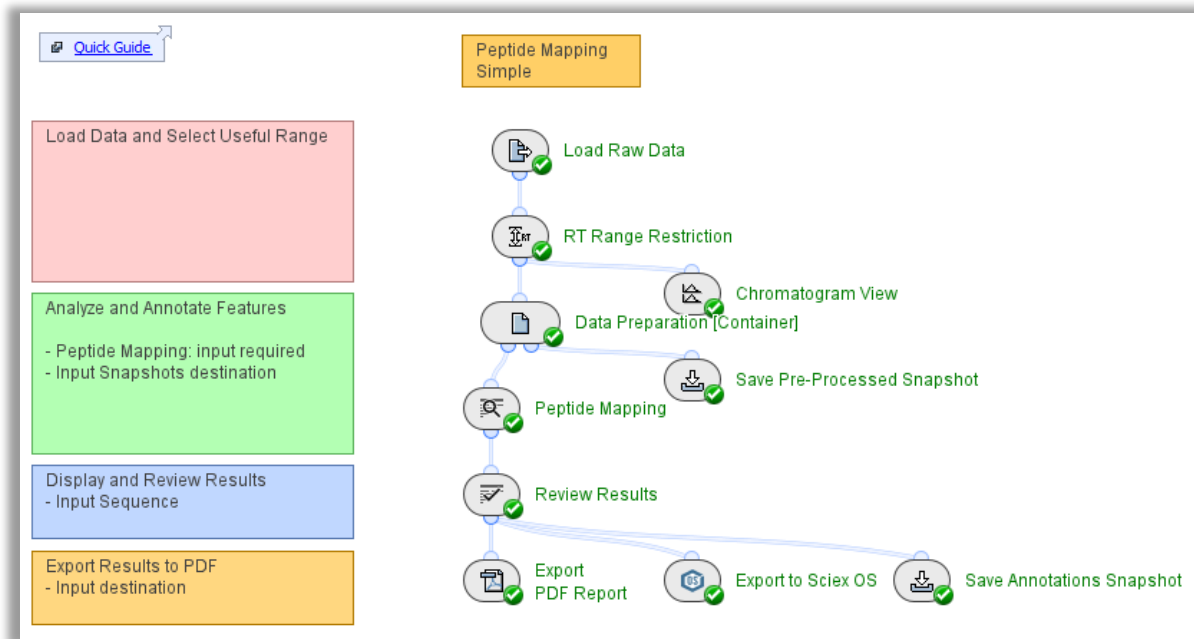 Quick Guide
Peptide Mapping
Simple
Load Data and Select Useful Range
Load Raw Data
RT
RT Range Restriction
Chromatogram View
Analyze and Annotate Features
- Peptide Mapping: input required
- Input Snapshots destination
Data Preparation [Container]
Save Pre-Processed Snapshot
Peptide Mapping
Display and Review Results
- Input Sequence
Review Results
Export Results to PDF
- Input destination
Export
PDF Report
OS
Export to Sciex OS
Save Annotations Snapshot